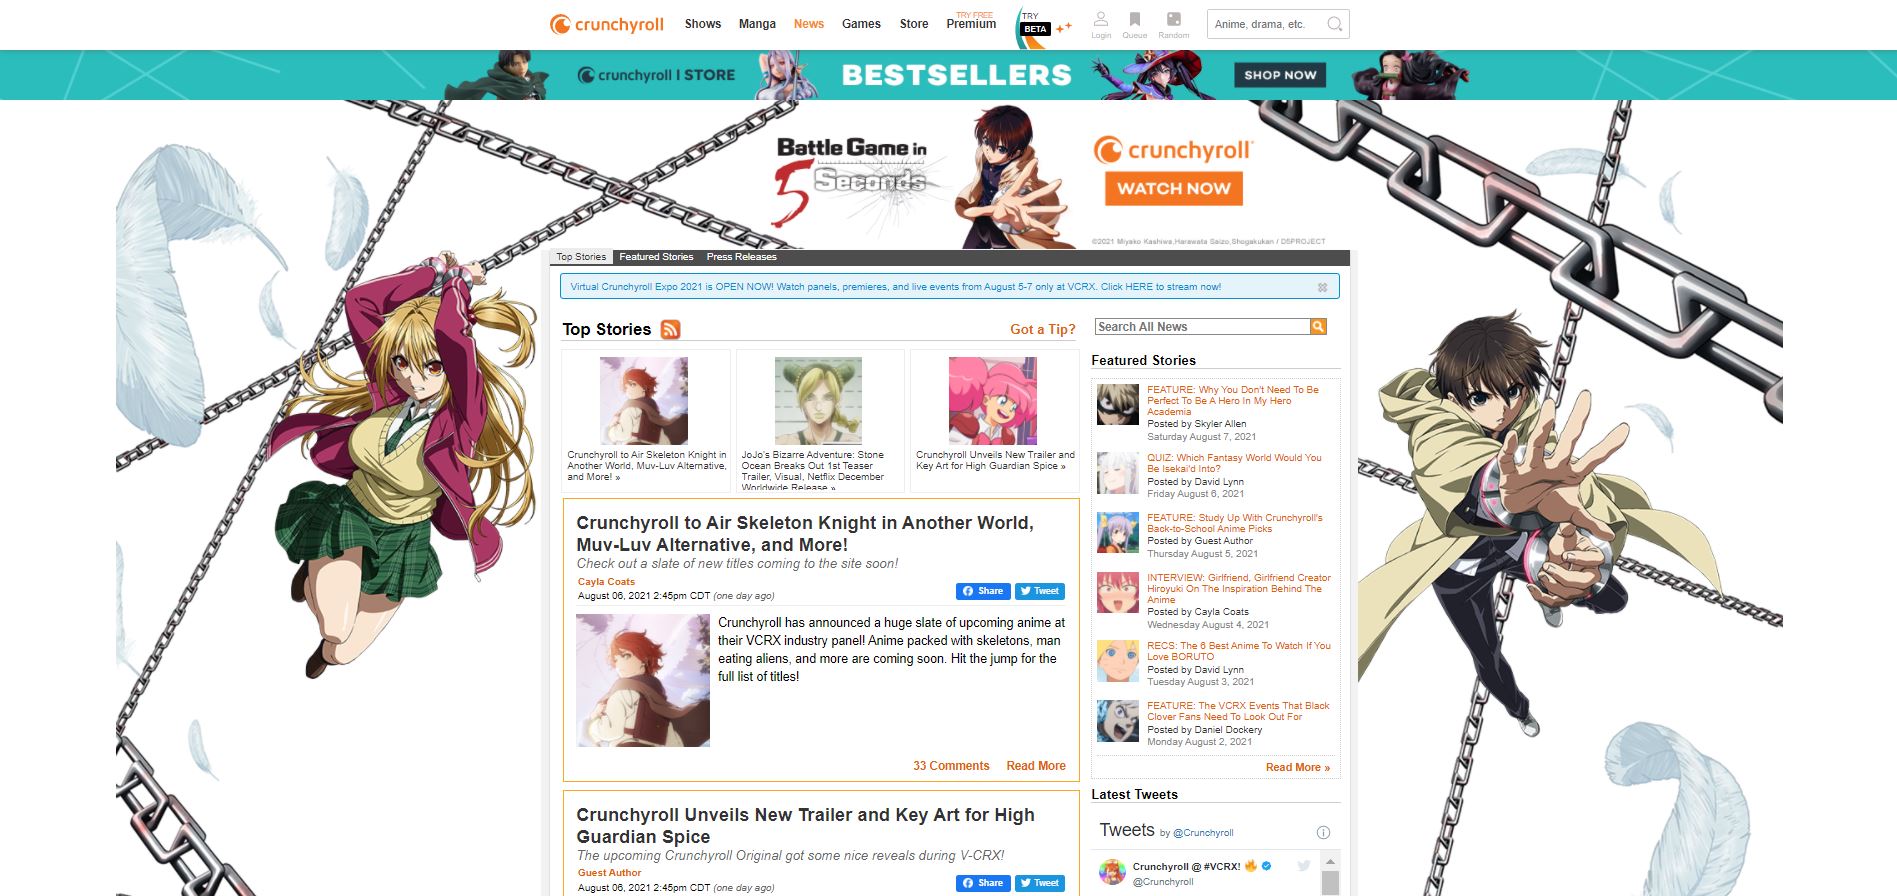 crunchyroll
Shows
Manga
News
Games
Store
TRY FREE
Premium
TRY
BETA
Login
Queue
Random
Anime, drama, etc.
crunchyroll | STORE
BESTSELLERS
SHOP NOW
Battle Game in
5 Seconds
crunchyroll
WATCH NOW
©2021 Miyako Kashiwa,Harawata Saizo,Shogakukan / D5PROJECT
Top Stories
Featured Stories
Press Releases
Virtual Crunchyroll Expo 2021 is OPEN NOW! Watch panels, premieres, and live events from August 5-7 only at VCRX. Click HERE to stream now!
Top Stories
Got a Tip?
Crunchyroll to Air Skeleton Knight in
Another World, Muv-Luv Alternative,
and More! »
JoJo's Bizarre Adventure: Stone
Ocean Breaks Out 1st Teaser
Trailer, Visual, Netflix December
Worldwide Release »
Crunchyroll Unveils New Trailer and
Key Art for High Guardian Spice »
Crunchyroll to Air Skeleton Knight in Another World,
Muv-Luv Alternative, and More!
Check out a slate of new titles coming to the site soon!
Cayla Coats
August 06, 2021 2:45pm CDT (one day ago)
Share
Tweet
Crunchyroll has announced a huge slate of upcoming anime at
their VCRX industry panel! Anime packed with skeletons, man
eating aliens, and more are coming soon. Hit the jump for the
full list of titles!
33 Comments
Read More
Crunchyroll Unveils New Trailer and Key Art for High
Guardian Spice
The upcoming Crunchyroll Original got some nice reveals during V-CRX!
Guest Author
August 06, 2021 2:45pm CDT (one day ago)
Share
Tweet
Search All News
Featured Stories
FEATURE: Why You Don't Need To Be
Perfect To Be A Hero In My Hero
Academia
Posted by Skyler Allen
Saturday August 7, 2021
QUIZ: Which Fantasy World Would You
Be Isekai'd Into?
Posted by David Lynn
Friday August 6, 2021
FEATURE: Study Up With Crunchyroll's
Back-to-School Anime Picks
Posted by Guest Author
Thursday August 5, 2021
INTERVIEW: Girlfriend, Girlfriend Creator
Hiroyuki On The Inspiration Behind The
Anime
Posted by Cayla Coats
Wednesday August 4, 2021
RECS: The 6 Best Anime To Watch If You
Love BORUTO
Posted by David Lynn
Tuesday August 3, 2021
FEATURE: The VCRX Events That Black
Clover Fans Need To Look Out For
Posted by Daniel Dockery
Monday August 2, 2021
Read More »
Latest Tweets
Tweets by @Crunchyroll
Crunchyroll @ #VCRX! 🔥
@Crunchyroll